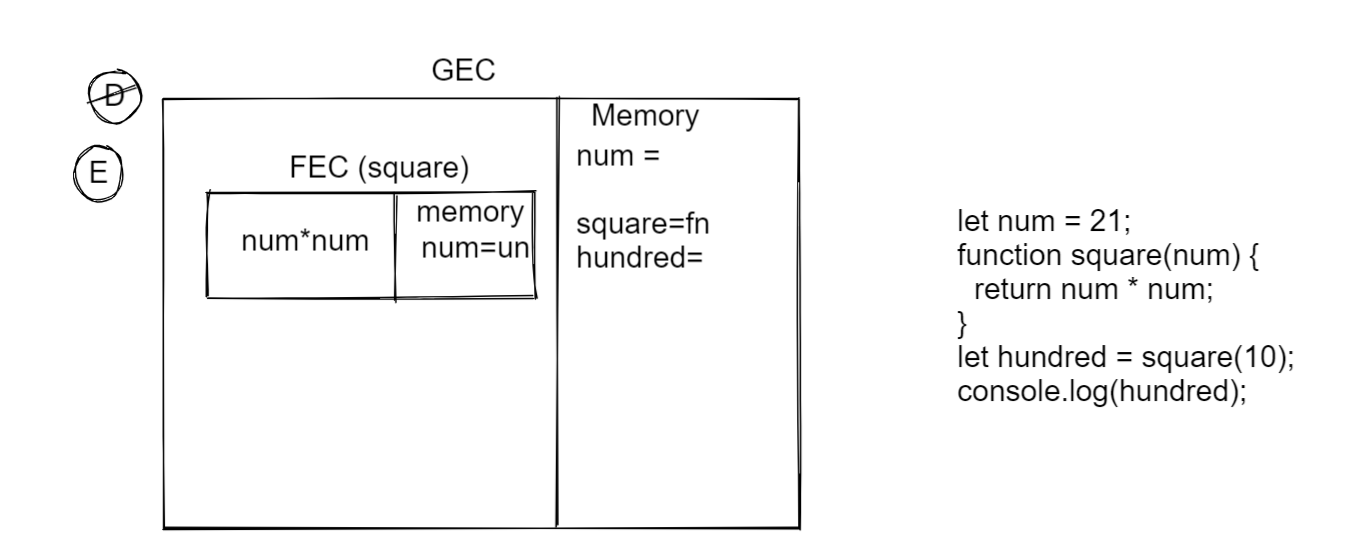 GEC
D
E
FEC (square)
num*num
memory
num=un
Memory
num =
square=fn
hundred=
let num = 21;
function square(num) {
return num * num;
}
let hundred = square(10);
console.log(hundred);